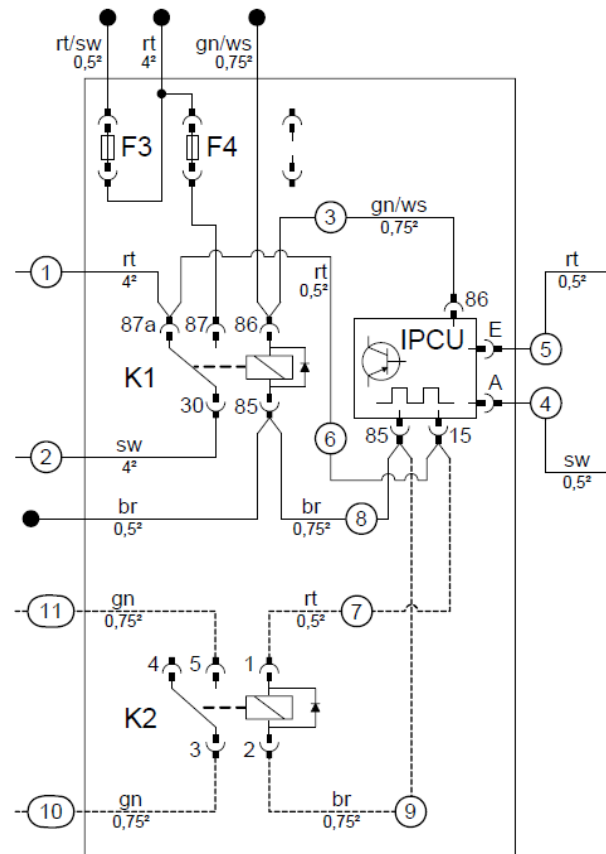 rt/sw
0,5²
rt
4²
gn/ws
0,75²
F3
F4
3
gn/ws
0,75²
1
rt
4²
rt
0,5²
rt
0,5²
87a
87
86
86
IPCU
E
5
K1
A
4
30
85
6
85
15
2
sw
4²
sw
0,5²
br
0,5²
br
0,75²
8
11
gn
0,75²
rt
0,5²
7
4
5
1
K2
3
2
10
gn
0,75²
br
0,75²
9